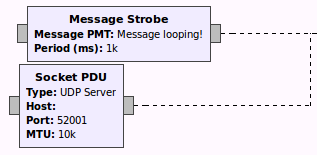 Message Strobe
Message PMT: Message looping!
Period (ms): 1k
Socket PDU
Type: UDP Server
Host:
Port: 52001
MTU: 10k